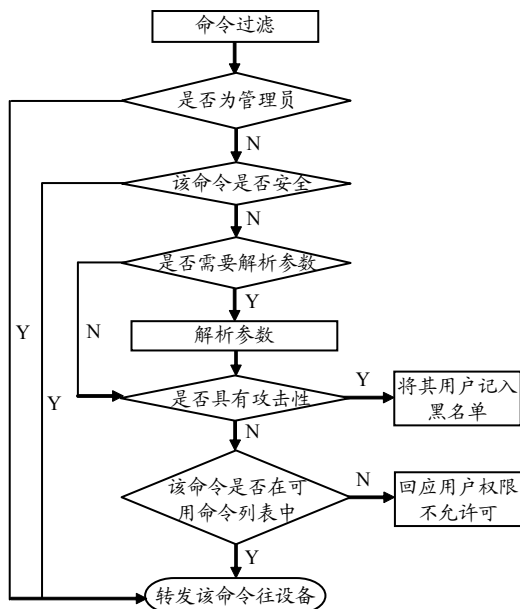 命令过滤
是否为管理员
N
该命令是否安全
N
是否需要解析参数
Y
Y
N
解析参数
Y
是否具有攻击性
Y
将其用户记入
黑名单
N
该命令是否在可
用命令列表中
N
回应用户权限
不允许可
Y
转发该命令往设备